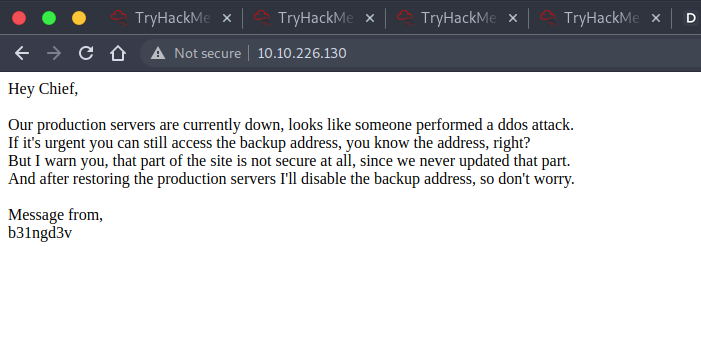 TryHackMe
TryHackMe
TryHackMe
TryHackMe
D
Not secure
10.10.226.130
Hey Chief,
Our production servers are currently down, looks like someone performed a ddos attack.
If it's urgent you can still access the backup address, you know the address, right?
But I warn you, that part of the site is not secure at all, since we never updated that part.
And after restoring the production servers I'll disable the backup address, so don't worry.
Message from,
b31ngd3v